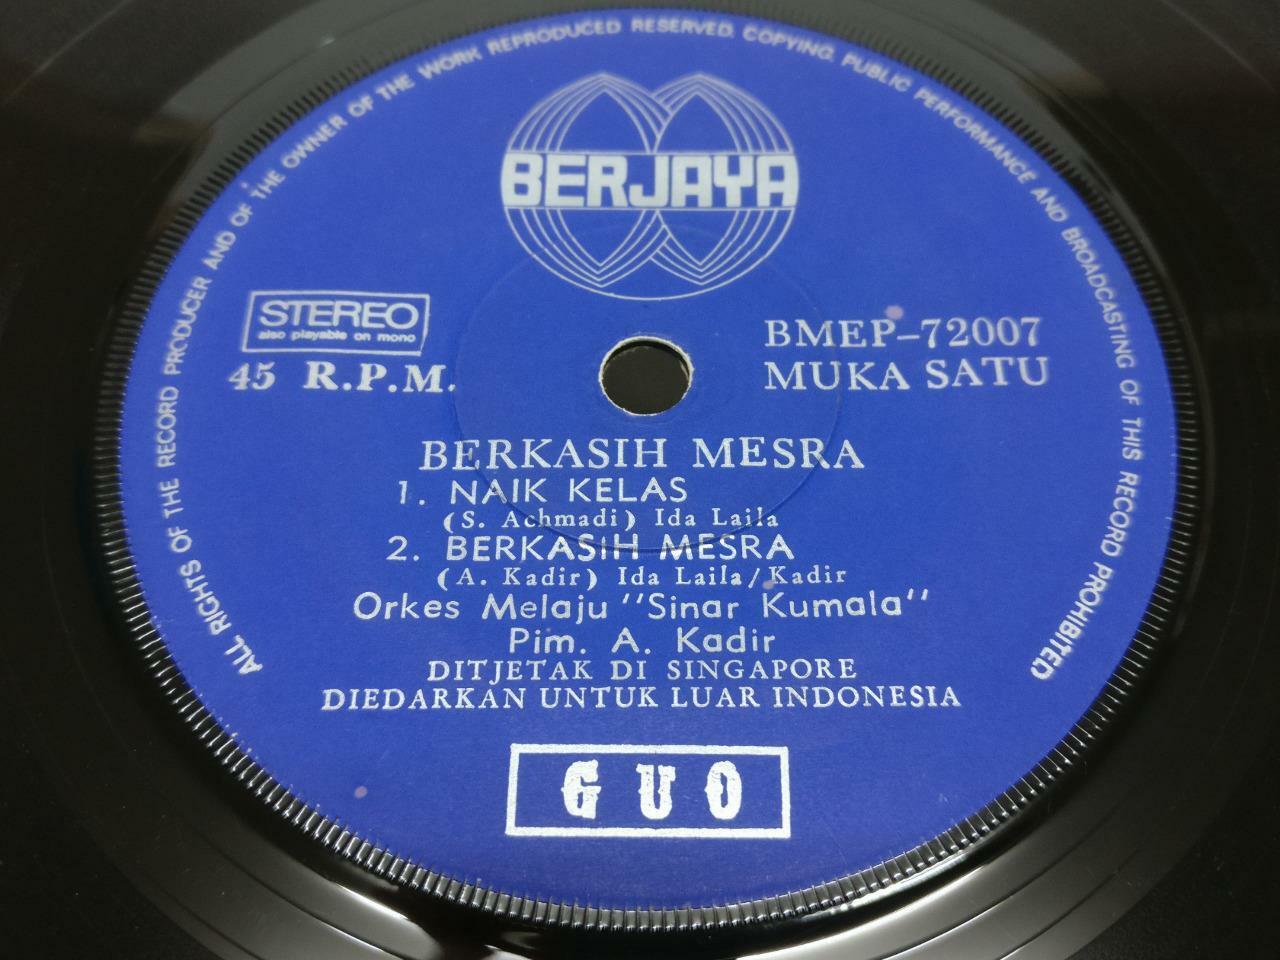 ALL RIGHTS OF THE RECORD PRODUCER AND OF THE OWNER OF THE WORK REPRODUCED RESERVED. COPYING, PUBLIC PERFORMANCE AND BROADCASTING OF THIS RECORD PROHIBITED
BERJAYA
STEREO
also playable on mono
45 R.P.M.
BMEP-72007
MUKA SATU
BERKASIH MESRA
1. NAIK KELAS
(S. Achmadi) Ida Laila
2. BERKASIH MESRA
(A. Kadir) Ida Laila/Kadir
Orkes Melaju "Sinar Kumala"
Pim. A. Kadir
DITJETAK DI SINGAPORE
DIEDARKAN UNTUK LUAR INDONESIA
GUO